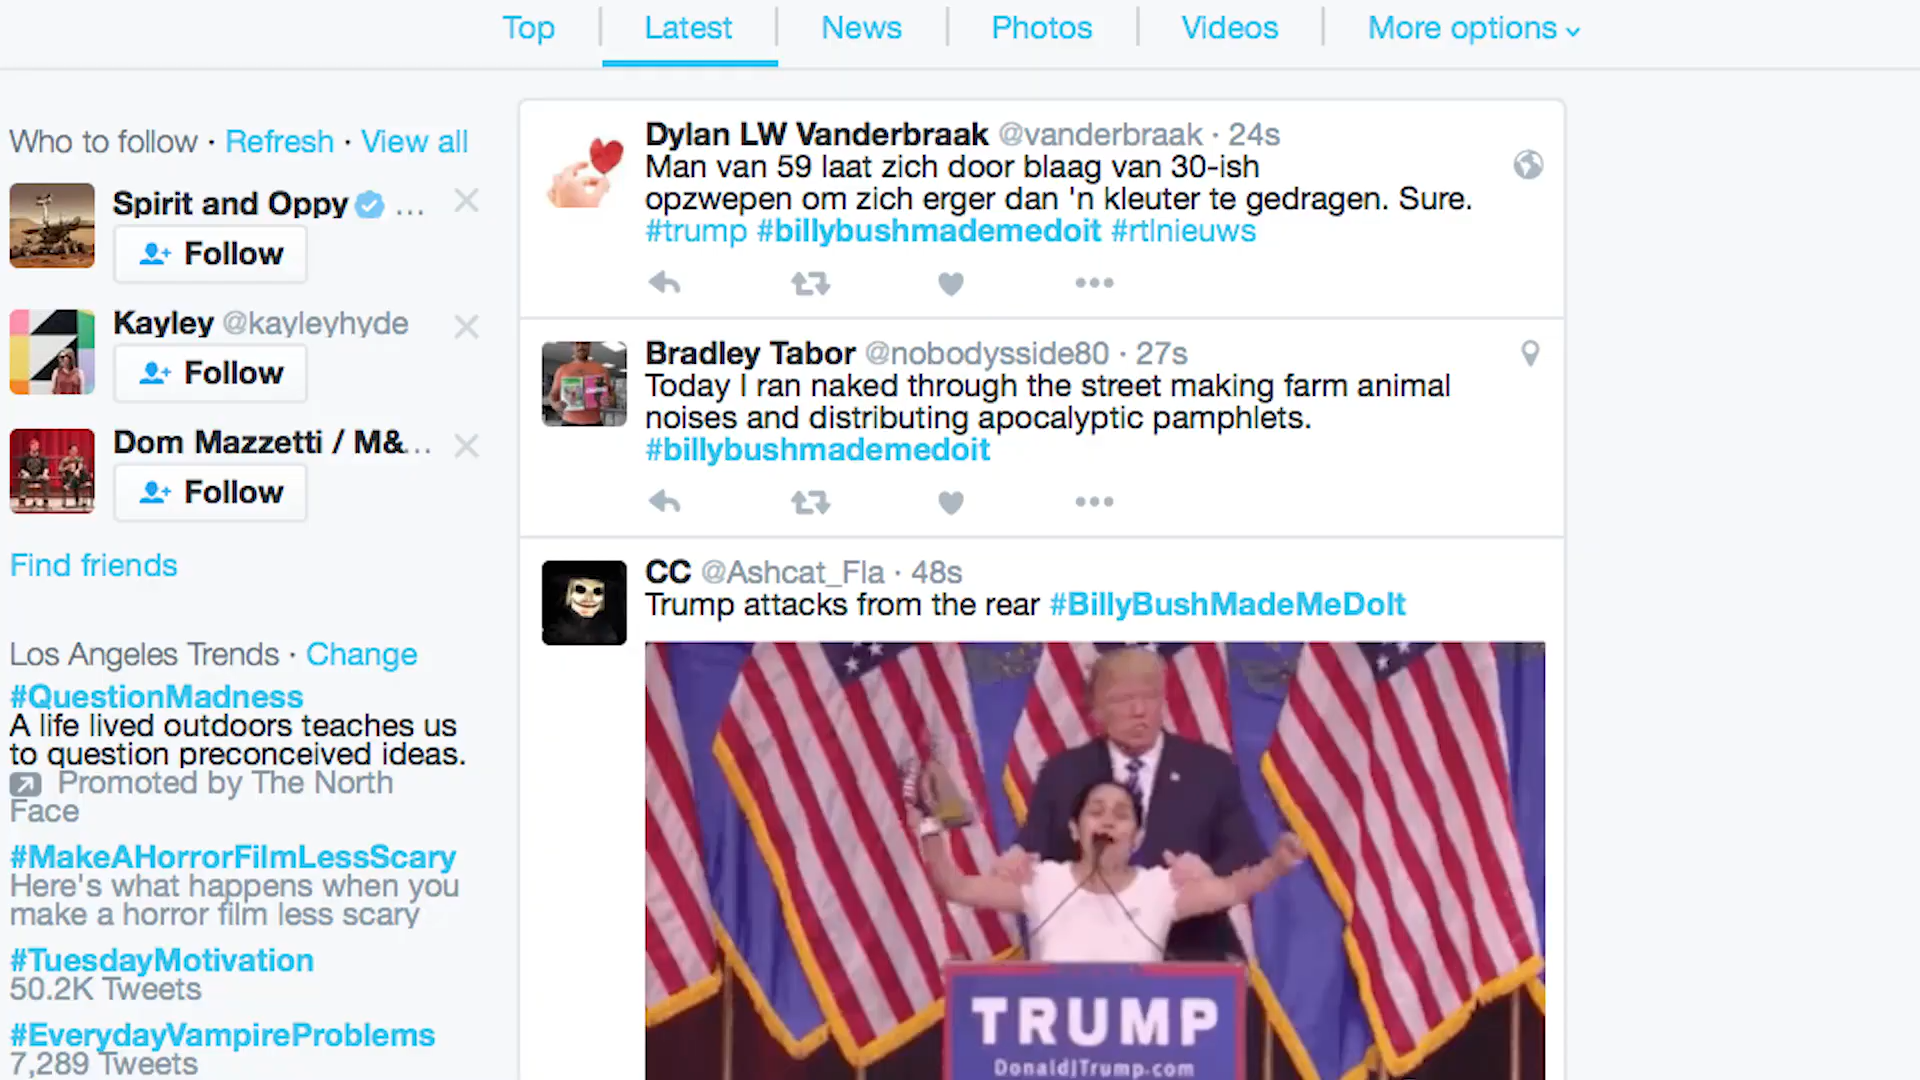 Top
Latest
News
Photos
Videos
More options
Who to follow · Refresh · View all
Spirit and Oppy ...
Follow
Kayley @kayleyhyde
Follow
Dom Mazzetti / M&...
Follow
Find friends
Los Angeles Trends · Change
#QuestionMadness
A life lived outdoors teaches us
to question preconceived ideas.
Promoted by The North
Face
#MakeAHorrorFilmLessScary
Here's what happens when you
make a horror film less scary
#TuesdayMotivation
50.2K Tweets
#EverydayVampireProblems
7,289 Tweets
Dylan LW Vanderbraak @vanderbraak · 24s
Man van 59 laat zich door blaag van 30-ish
opzwepen om zich erger dan 'n kleuter te gedragen. Sure.
#trump #billybushmademedoit #rtlnieuws
Bradley Tabor @nobodysside80 · 27s
Today I ran naked through the street making farm animal
noises and distributing apocalyptic pamphlets.
#billybushmademedoit
CC @Ashcat_Fla · 48s
Trump attacks from the rear #BillyBushMadeMeDoIt
TRUMP
DonaldJTrump.com